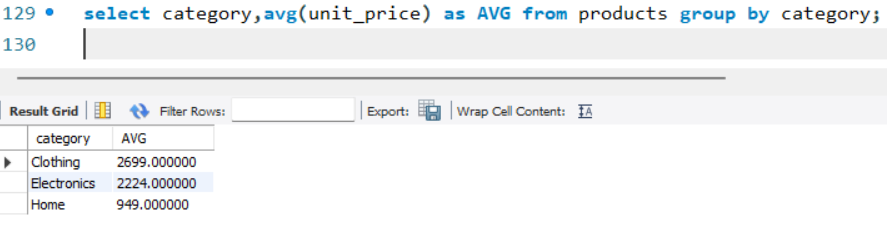 129 select category,avg(unit_price) as AVG from products group by category;
130
Result Grid Filter Rows: Export: Wrap Cell Content: IA
category AVG
Clothing 2699.000000
Electronics 2224.000000
Home 949.000000